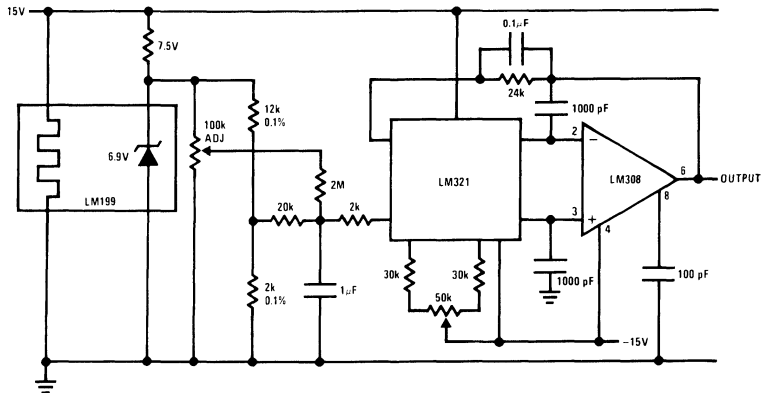 15V
7.5V
12k
0.1%
100k
ADJ
6.9V
LM199
2M
20k
2k
2k
0.1%
1μF
0.1μF
24k
1000 pF
LM321
2
3
LM308
6
OUTPUT
8
4
30k
30k
50k
1000 pF
100 pF
−15V
−
+